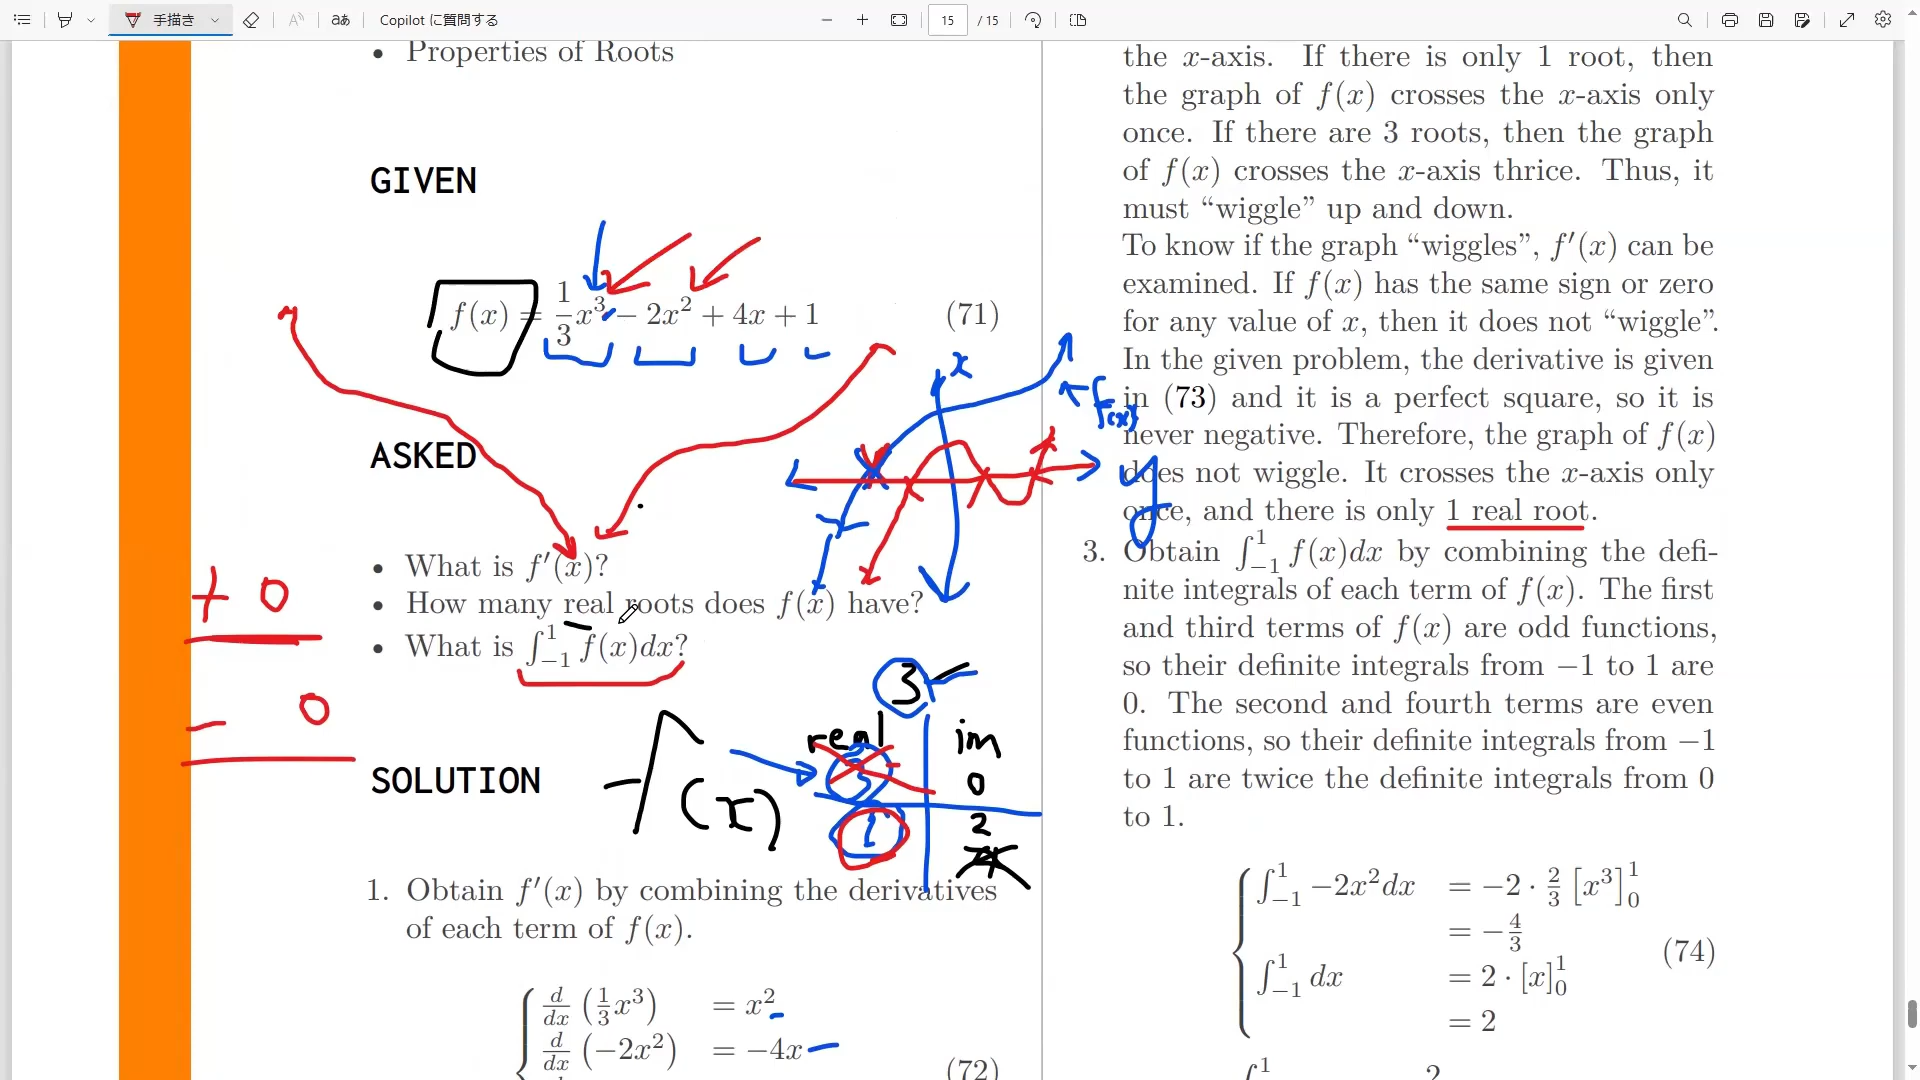 手描き
aあ
Copilot に質問する
15 / 15
• Properties of Roots
GIVEN
f(x) = 1/3 x³ − 2x² + 4x + 1 (71)
ASKED
• What is f′(x)?
• How many real roots does f(x) have?
• What is ∫₋₁¹ f(x)dx?
SOLUTION
1. Obtain f′(x) by combining the derivatives
of each term of f(x).
d/dx (1/3 x³) = x²
d/dx (−2x²) = −4x
(72)
x
f(x)
y
+ 0
− 0
3
real
im
3
0
1
2
f(x)
the x-axis. If there is only 1 root, then
the graph of f(x) crosses the x-axis only
once. If there are 3 roots, then the graph
of f(x) crosses the x-axis thrice. Thus, it
must “wiggle” up and down.
To know if the graph “wiggles”, f′(x) can be
examined. If f(x) has the same sign or zero
for any value of x, then it does not “wiggle”.
In the given problem, the derivative is given
in (73) and it is a perfect square, so it is
never negative. Therefore, the graph of f(x)
does not wiggle. It crosses the x-axis only
once, and there is only 1 real root.
3. Obtain ∫₋₁¹ f(x)dx by combining the defi-
nite integrals of each term of f(x). The first
and third terms of f(x) are odd functions,
so their definite integrals from −1 to 1 are
0. The second and fourth terms are even
functions, so their definite integrals from −1
to 1 are twice the definite integrals from 0
to 1.
∫₋₁¹ −2x²dx = −2 · 2/3 [x³]₀¹
= −4/3
(74)
∫₋₁¹ dx = 2 · [x]₀¹
= 2